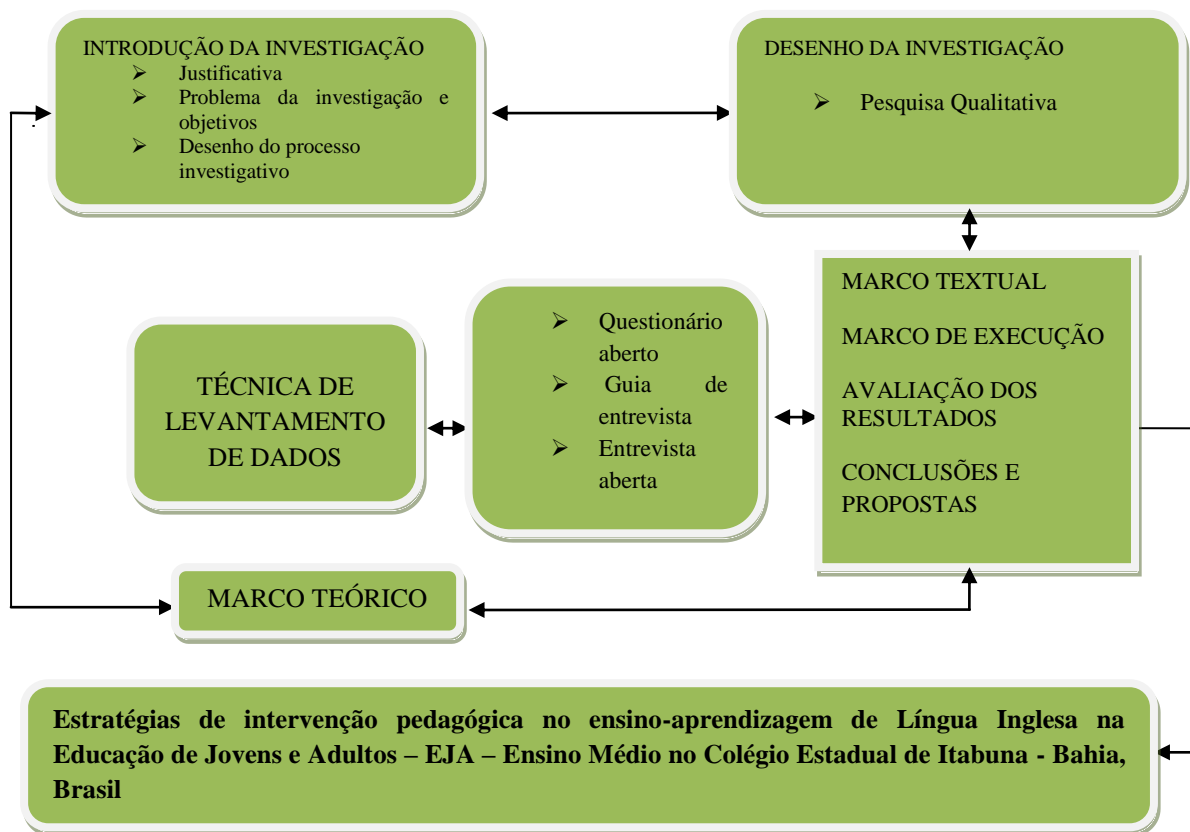 INTRODUÇÃO DA INVESTIGAÇÃO
➢ Justificativa
➢ Problema da investigação e
objetivos
➢ Desenho do processo
investigativo
DESENHO DA INVESTIGAÇÃO
➢ Pesquisa Qualitativa
TÉCNICA DE
LEVANTAMENTO
DE DADOS
➢ Questionário
aberto
➢ Guia de
entrevista
➢ Entrevista
aberta
MARCO TEXTUAL
MARCO DE EXECUÇÃO
AVALIAÇÃO DOS
RESULTADOS
CONCLUSÕES E
PROPOSTAS
MARCO TEÓRICO
Estratégias de intervenção pedagógica no ensino-aprendizagem de Língua Inglesa na
Educação de Jovens e Adultos – EJA – Ensino Médio no Colégio Estadual de Itabuna - Bahia,
Brasil